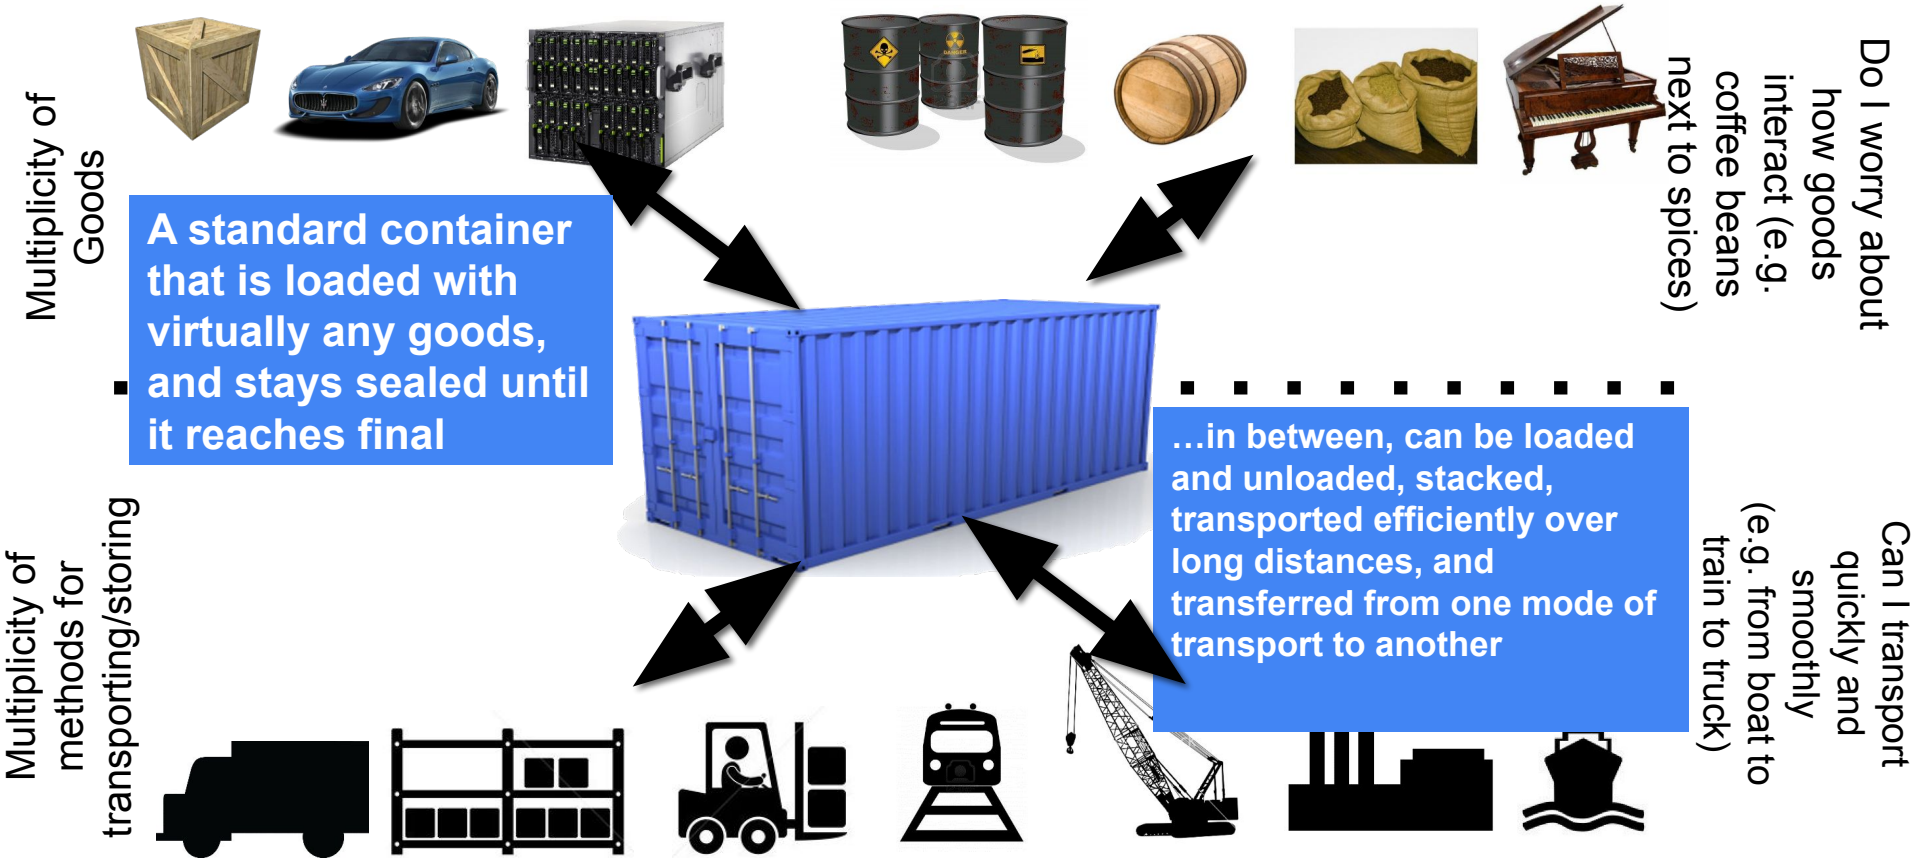 Multiplicity of
Goods
Do I worry about
how goods
interact (e.g.
coffee beans
next to spices)
DANGER
A standard container
that is loaded with
virtually any goods,
and stays sealed until
it reaches final
…in between, can be loaded
and unloaded, stacked,
transported efficiently over
long distances, and
transferred from one mode of
transport to another
Multiplicity of
methods for
transporting/storing
Can I transport
quickly and
smoothly
(e.g. from boat to
train to truck)